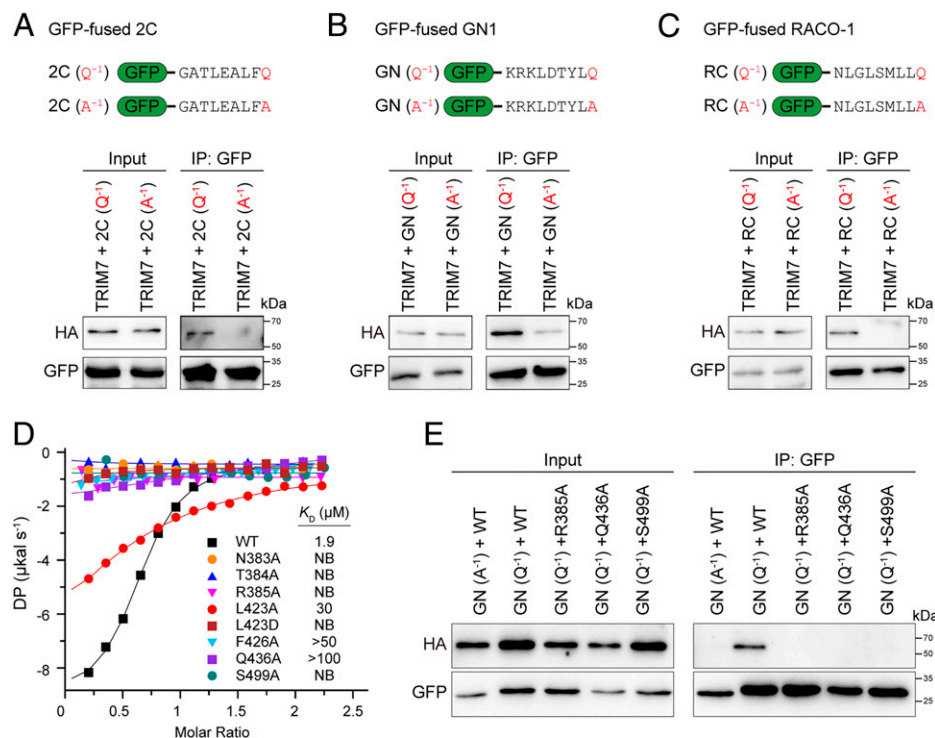 A GFP-fused 2C
2C (Q⁻¹) GFP GATLEALFQ
2C (A⁻¹) GFP GATLEALFA
Input IP: GFP
TRIM7 + 2C (Q⁻¹)
TRIM7 + 2C (A⁻¹)
TRIM7 + 2C (Q⁻¹)
TRIM7 + 2C (A⁻¹)
kDa
HA
70
50
GFP
35
25
B GFP-fused GN1
GN (Q⁻¹) GFP KRKLDTYLQ
GN (A⁻¹) GFP KRKLDTYLA
Input IP: GFP
TRIM7 + GN (Q⁻¹)
TRIM7 + GN (A⁻¹)
TRIM7 + GN (Q⁻¹)
TRIM7 + GN (A⁻¹)
kDa
HA
70
50
GFP
35
25
C GFP-fused RACO-1
RC (Q⁻¹) GFP NLGLSMLLQ
RC (A⁻¹) GFP NLGLSMLLA
Input IP: GFP
TRIM7 + RC (Q⁻¹)
TRIM7 + RC (A⁻¹)
TRIM7 + RC (Q⁻¹)
TRIM7 + RC (A⁻¹)
kDa
HA
70
50
GFP
35
25
D
DP (µkal s⁻¹)
0
−2
−4
−6
−8
K_D (µM)
WT 1.9
N383A NB
T384A NB
R385A NB
L423A 30
L423D NB
F426A >50
Q436A >100
S499A NB
0 0.5 1.0 1.5 2.0 2.5
Molar Ratio
E
Input IP: GFP
GN (A⁻¹) + WT
GN (Q⁻¹) + WT
GN (Q⁻¹) +R385A
GN (Q⁻¹) +Q436A
GN (Q⁻¹) +S499A
GN (A⁻¹) + WT
GN (Q⁻¹) + WT
GN (Q⁻¹) +R385A
GN (Q⁻¹) +Q436A
GN (Q⁻¹) +S499A
kDa
HA
70
50
GFP
35
25